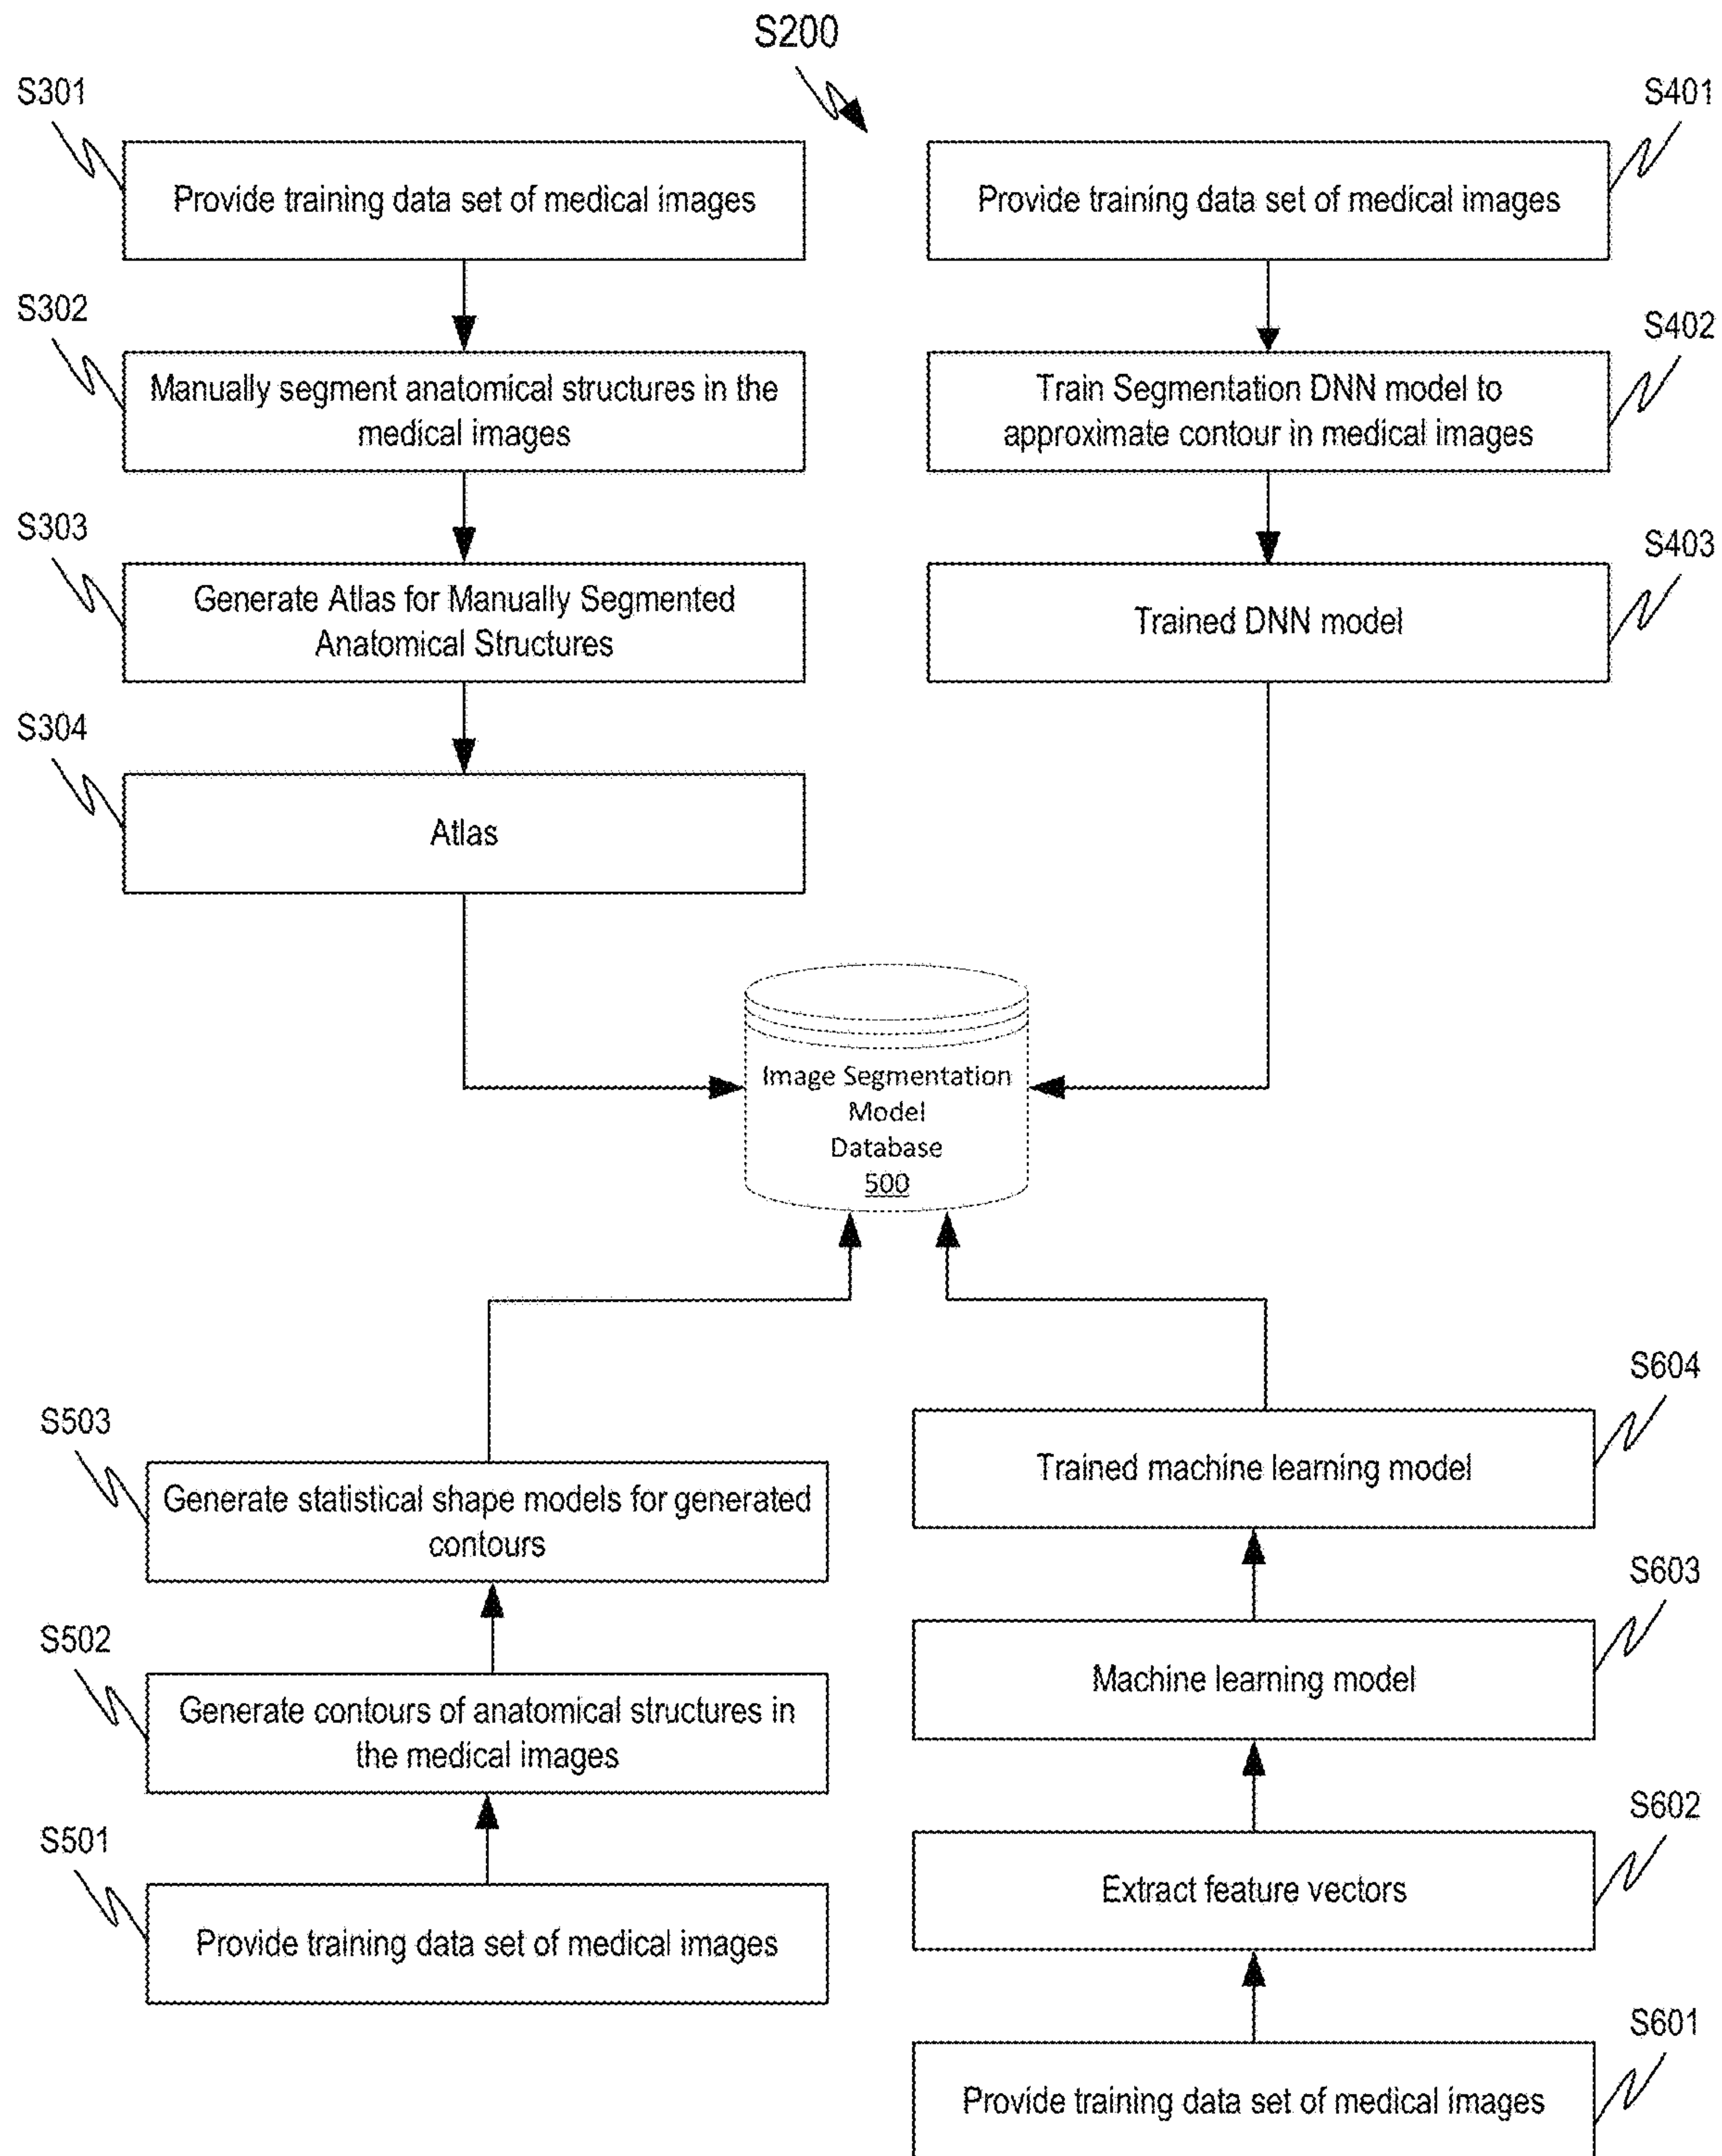 S200
S301
Provide training data set of medical images
S302
Manually segment anatomical structures in the
medical images
S303
Generate Atlas for Manually Segmented
Anatomical Structures
S304
Atlas
S401
Provide training data set of medical images
S402
Train Segmentation DNN model to
approximate contour in medical images
S403
Trained DNN model
Image Segmentation
Model
Database
500
S503
Generate statistical shape models for generated
contours
S502
Generate contours of anatomical structures in
the medical images
S501
Provide training data set of medical images
S604
Trained machine learning model
S603
Machine learning model
S602
Extract feature vectors
S601
Provide training data set of medical images